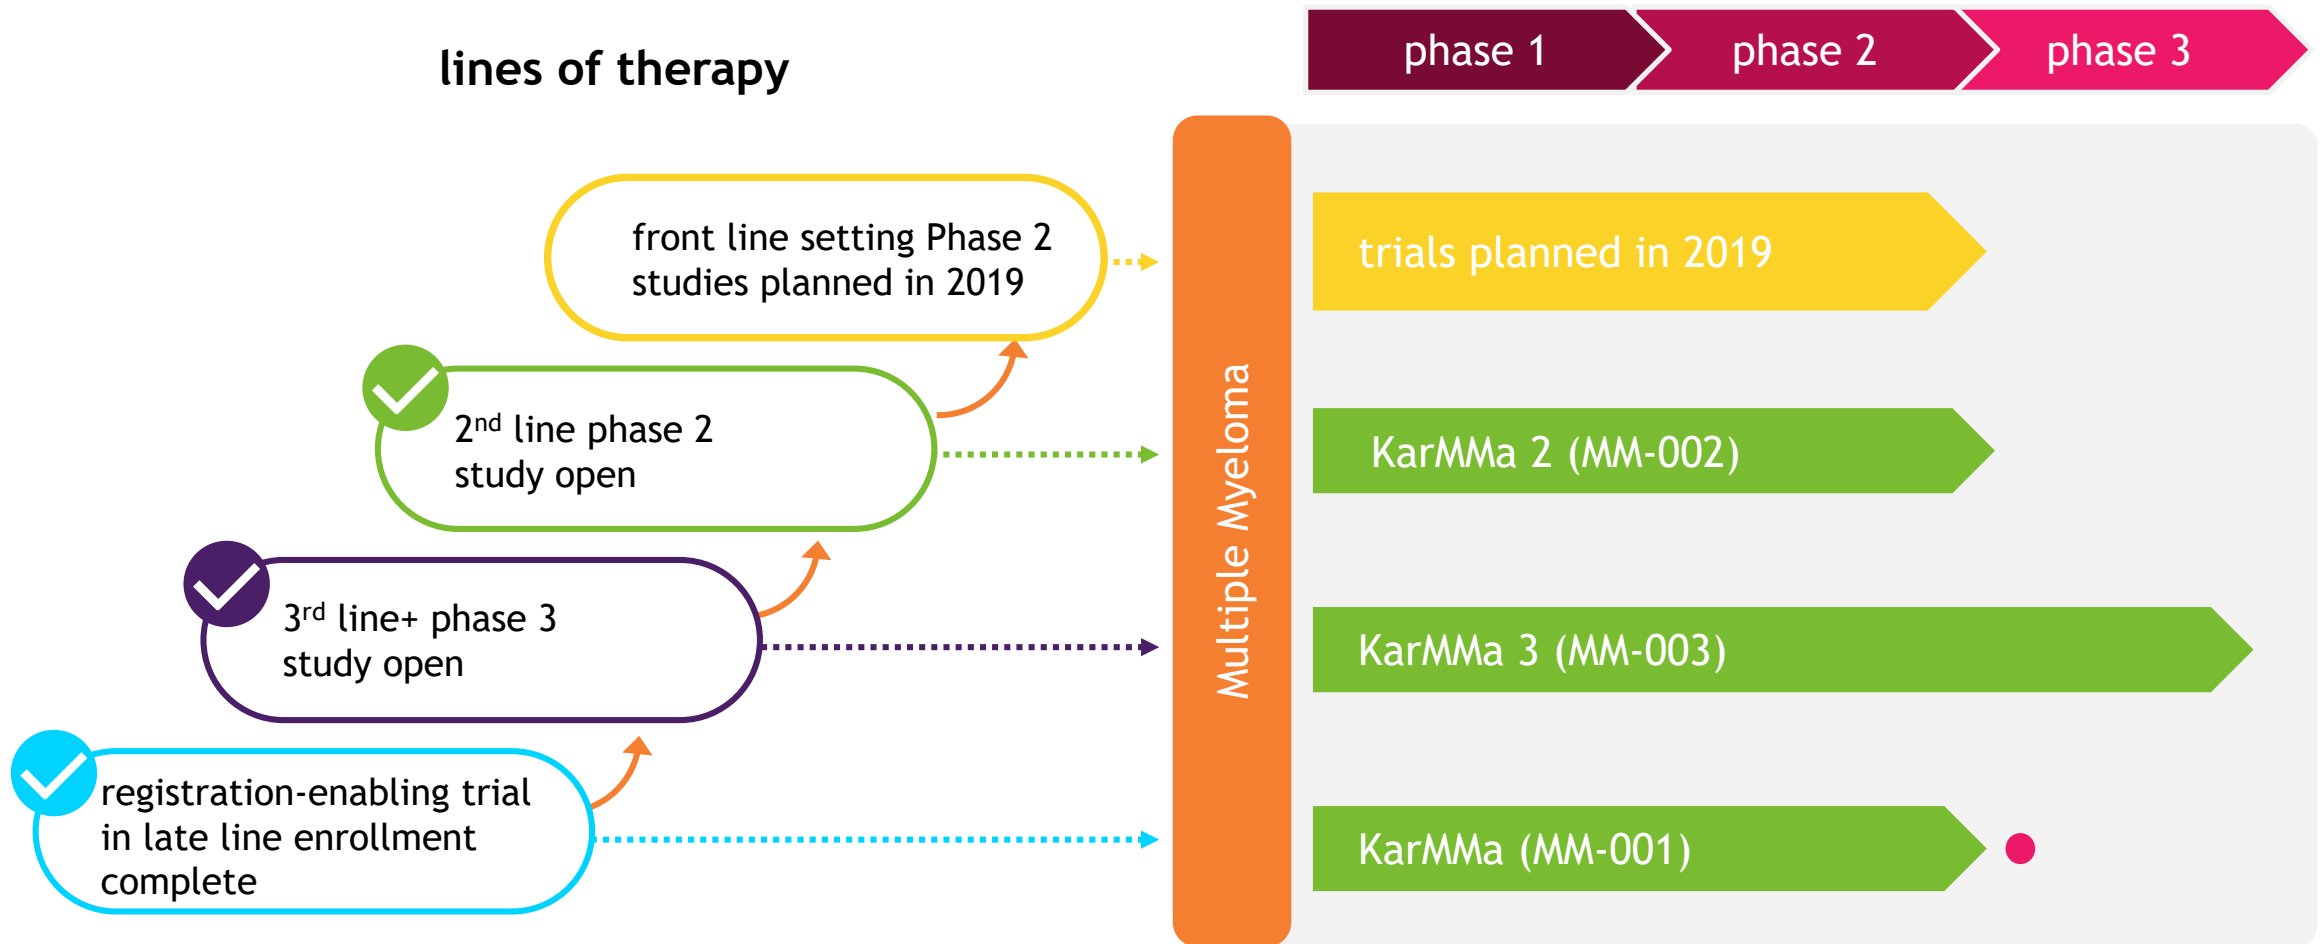 lines of therapy
phase 1
phase 2
phase 3
front line setting Phase 2
studies planned in 2019
trials planned in 2019
2nd line phase 2
study open
KarMMa 2 (MM-002)
Multiple Myeloma
3rd line+ phase 3
study open
KarMMa 3 (MM-003)
registration-enabling trial
in late line enrollment
complete
KarMMa (MM-001)